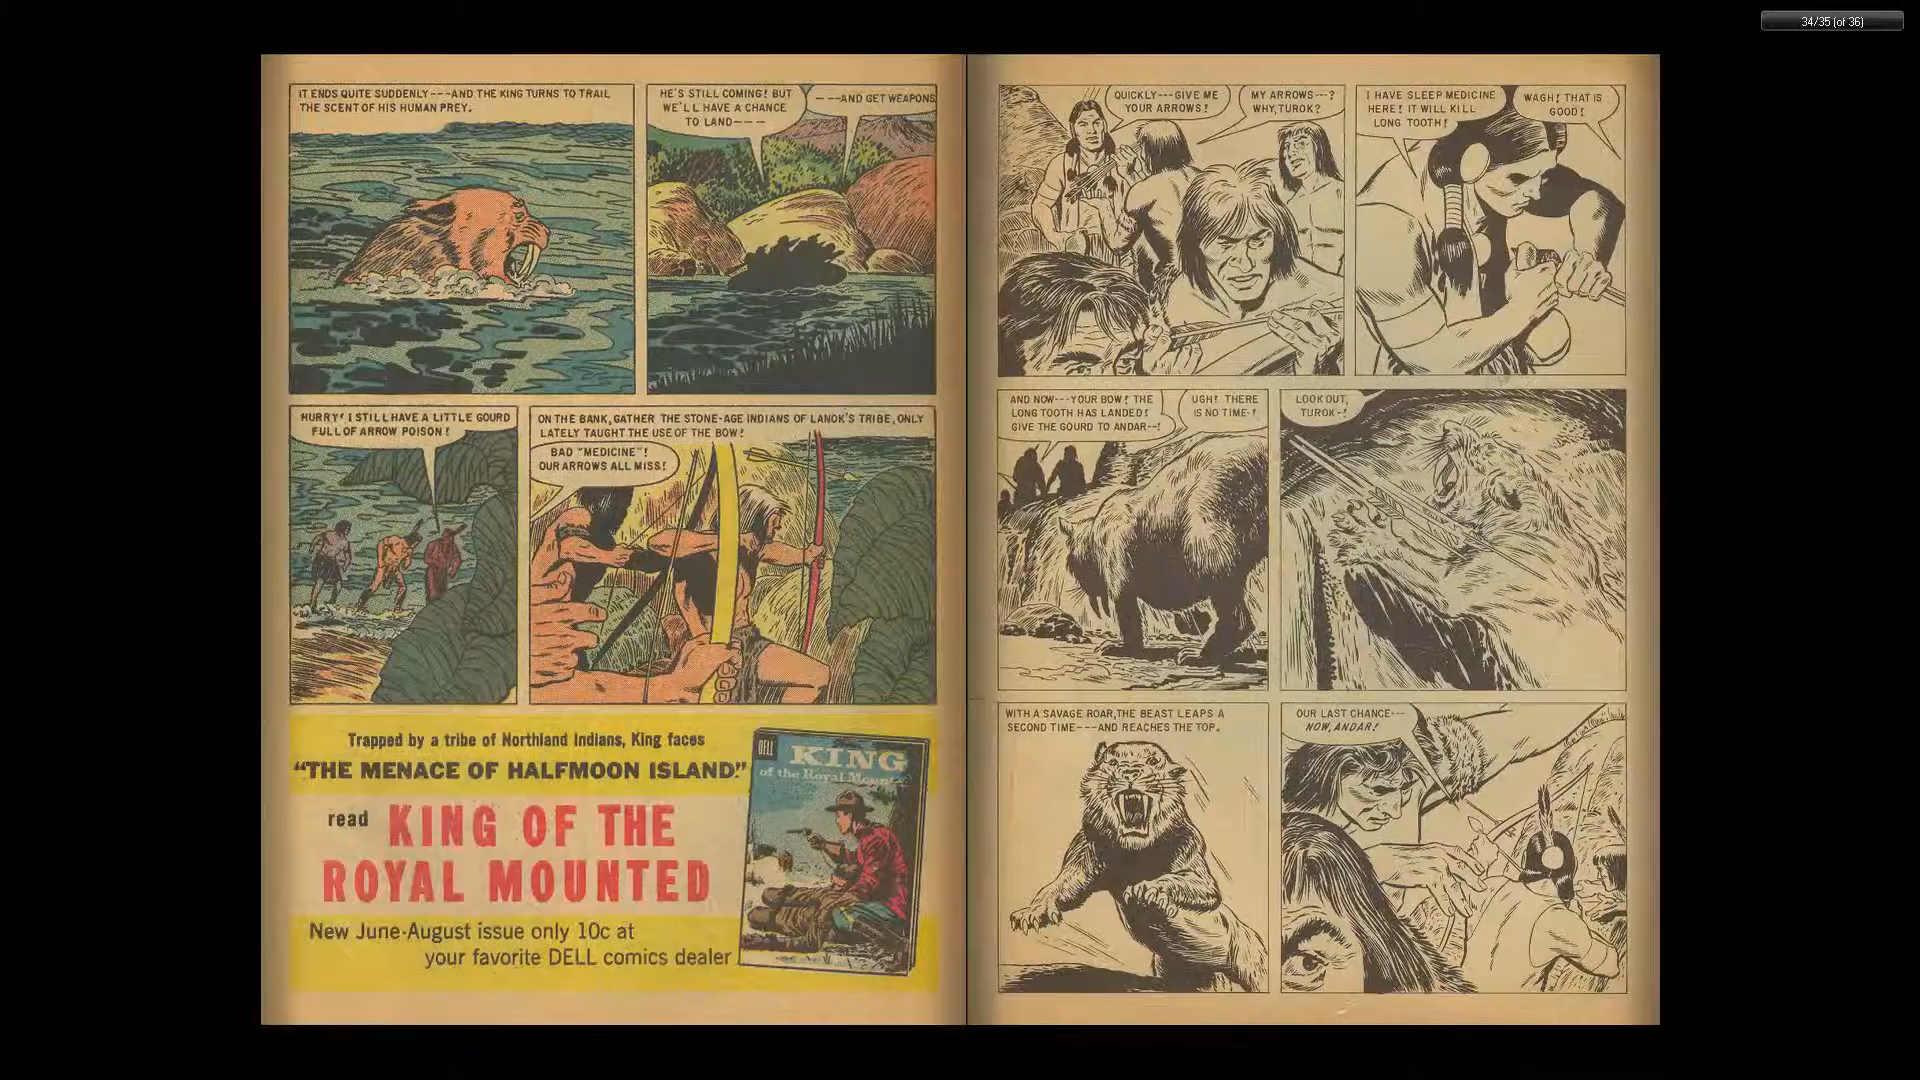 34/35 (of 36)
IT ENDS QUITE SUDDENLY---AND THE KING TURNS TO TRAIL
THE SCENT OF HIS HUMAN PREY.
HE'S STILL COMING! BUT
WE'LL HAVE A CHANCE
TO LAND---
---AND GET WEAPONS
HURRY! I STILL HAVE A LITTLE GOURD
FULL OF ARROW POISON!
ON THE BANK, GATHER THE STONE-AGE INDIANS OF LANOK'S TRIBE, ONLY
LATELY TAUGHT THE USE OF THE BOW!
BAD "MEDICINE"!
OUR ARROWS ALL MISS!
Trapped by a tribe of Northland Indians, King faces
"THE MENACE OF HALFMOON ISLAND."
read KING OF THE
ROYAL MOUNTED
New June-August issue only 10c at
your favorite DELL comics dealer
DELL
KING
of the Royal Mounted
QUICKLY---GIVE ME
YOUR ARROWS!
MY ARROWS---?
WHY, TUROK?
I HAVE SLEEP MEDICINE
HERE! IT WILL KILL
LONG TOOTH!
WAGH! THAT IS
GOOD!
AND NOW---YOUR BOW! THE
LONG TOOTH HAS LANDED!
GIVE THE GOURD TO ANDAR--!
UGH! THERE
IS NO TIME-!
LOOK OUT,
TUROK-!
WITH A SAVAGE ROAR, THE BEAST LEAPS A
SECOND TIME---AND REACHES THE TOP.
OUR LAST CHANCE---
NOW, ANDAR!